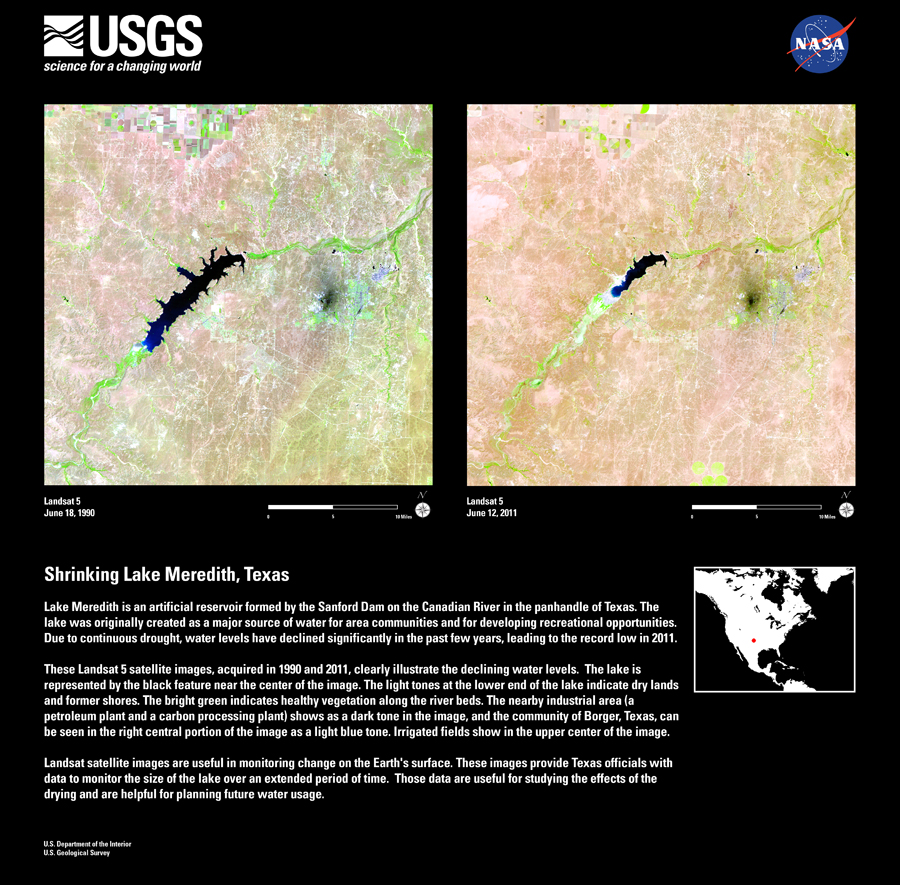 USGS
science for a changing world
NASA
Landsat 5
June 18, 1990
N
0 5 10 Miles
Landsat 5
June 12, 2011
N
0 5 10 Miles
Shrinking Lake Meredith, Texas
Lake Meredith is an artificial reservoir formed by the Sanford Dam on the Canadian River in the panhandle of Texas. The
lake was originally created as a major source of water for area communities and for developing recreational opportunities.
Due to continuous drought, water levels have declined significantly in the past few years, leading to the record low in 2011.
These Landsat 5 satellite images, acquired in 1990 and 2011, clearly illustrate the declining water levels. The lake is
represented by the black feature near the center of the image. The light tones at the lower end of the lake indicate dry lands
and former shores. The bright green indicates healthy vegetation along the river beds. The nearby industrial area (a
petroleum plant and a carbon processing plant) shows as a dark tone in the image, and the community of Borger, Texas, can
be seen in the right central portion of the image as a light blue tone. Irrigated fields show in the upper center of the image.
Landsat satellite images are useful in monitoring change on the Earth's surface. These images provide Texas officials with
data to monitor the size of the lake over an extended period of time. Those data are useful for studying the effects of the
drying and are helpful for planning future water usage.
U.S. Department of the Interior
U.S. Geological Survey